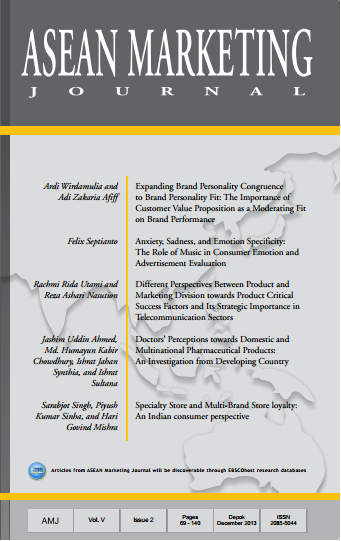 ASEAN MARKETING
JOURNAL
Ardi Wirdamulia and
Adi Zakaria Afiff
Expanding Brand Personality Congruence
to Brand Personality Fit: The Importance of
Customer Value Proposition as a Moderating Fit
on Brand Performance
Felix Septianto
Anxiety, Sadness, and Emotion Specificity:
The Role of Music in Consumer Emotion and
Advertisement Evaluation
Rachmi Rida Utami and
Reza Ashari Nasution
Different Perspectives Between Product and
Marketing Division towards Product Critical
Success Factors and Its Strategic Importance in
Telecommunication Sectors
Jashim Uddin Ahmed,
Md. Humayun Kabir
Chowdhury, Ishrat Jahan
Synthia, and Ishrat
Sultana
Doctors' Perceptions towards Domestic and
Multinational Pharmaceutical Products:
An Investigation from Developing Country
Sarabjot Singh, Piyush
Kumar Sinha, and Hari
Govind Mishra
Specialty Store and Multi-Brand Store loyalty:
An Indian consumer perspective
Articles from ASEAN Marketing Journal will be discoverable through EBSCOhost research databases
AMJ
Vol. V
Issue 2
Pages
69 - 140
Depok
December 2013
ISSN
2085-5044